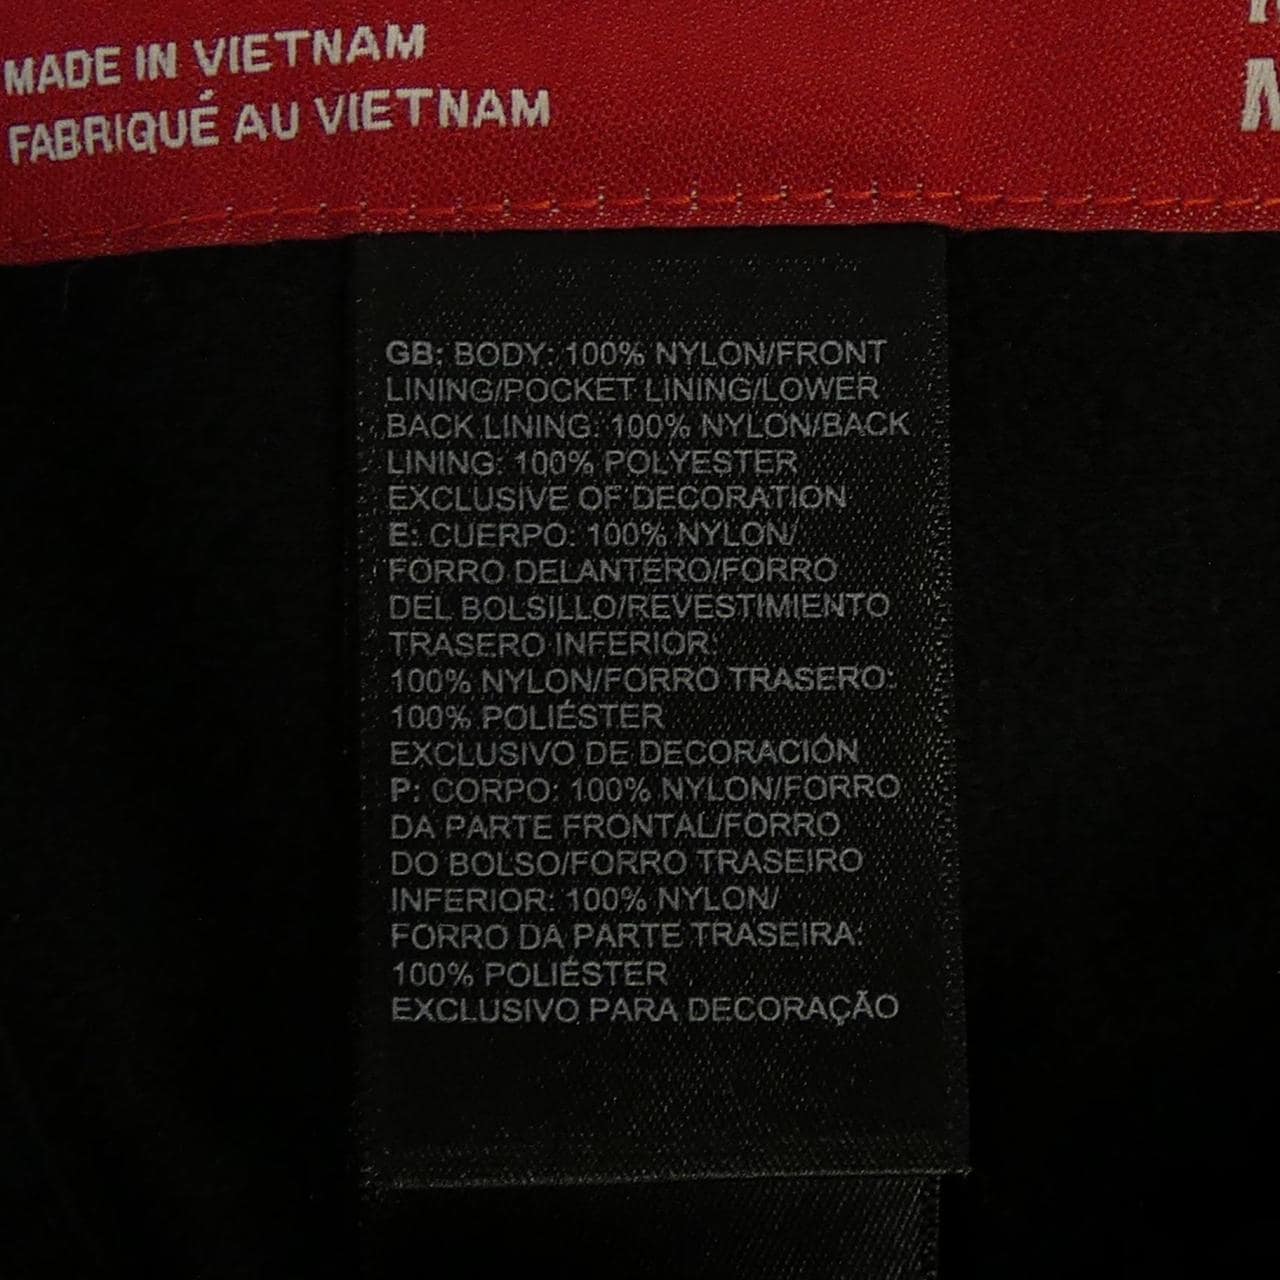 MADE IN VIETNAM
FABRIQUÉ AU VIETNAM
GB: BODY: 100% NYLON/FRONT
LINING/POCKET LINING/LOWER
BACK LINING: 100% NYLON/BACK
LINING: 100% POLYESTER
EXCLUSIVE OF DECORATION
E: CUERPO: 100% NYLON/
FORRO DELANTERO/FORRO
DEL BOLSILLO/REVESTIMIENTO
TRASERO INFERIOR:
100% NYLON/FORRO TRASERO:
100% POLIÉSTER
EXCLUSIVO DE DECORACIÓN
P: CORPO: 100% NYLON/FORRO
DA PARTE FRONTAL/FORRO
DO BOLSO/FORRO TRASEIRO
INFERIOR: 100% NYLON/
FORRO DA PARTE TRASEIRA:
100% POLIÉSTER
EXCLUSIVO PARA DECORAÇÃO